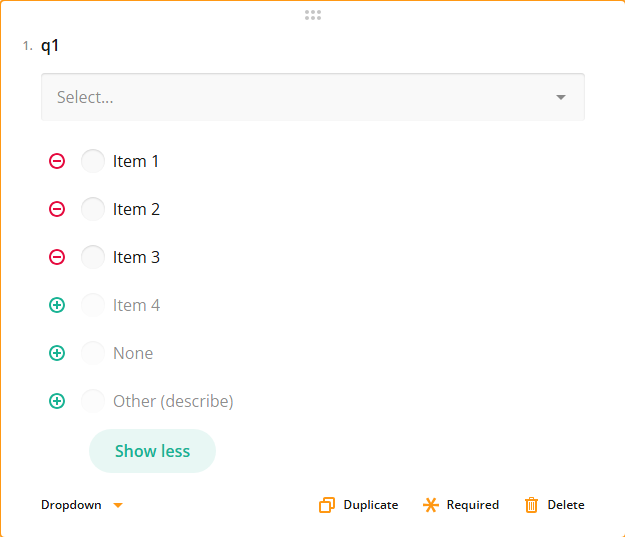 1. q1
Select...
Item 1
Item 2
Item 3
Item 4
None
Other (describe)
Show less
Dropdown Duplicate Required Delete